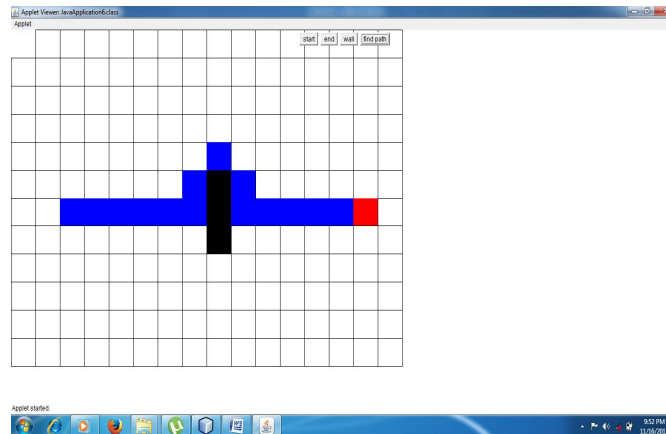 Applet Viewer: JavaApplication6.class
Applet
start end wall find path
Applet started.
9:52 PM